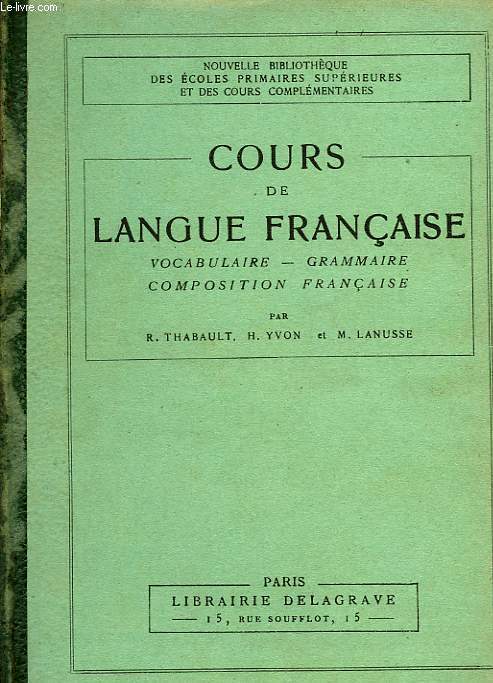 Le-livre.com
NOUVELLE BIBLIOTHÈQUE
DES ÉCOLES PRIMAIRES SUPÉRIEURES
ET DES COURS COMPLÉMENTAIRES
COURS
DE
LANGUE FRANÇAISE
VOCABULAIRE — GRAMMAIRE
COMPOSITION FRANÇAISE
PAR
R. THABAULT, H. YVON et M. LANUSSE
PARIS
LIBRAIRIE DELAGRAVE
15, RUE SOUFFLOT, 15